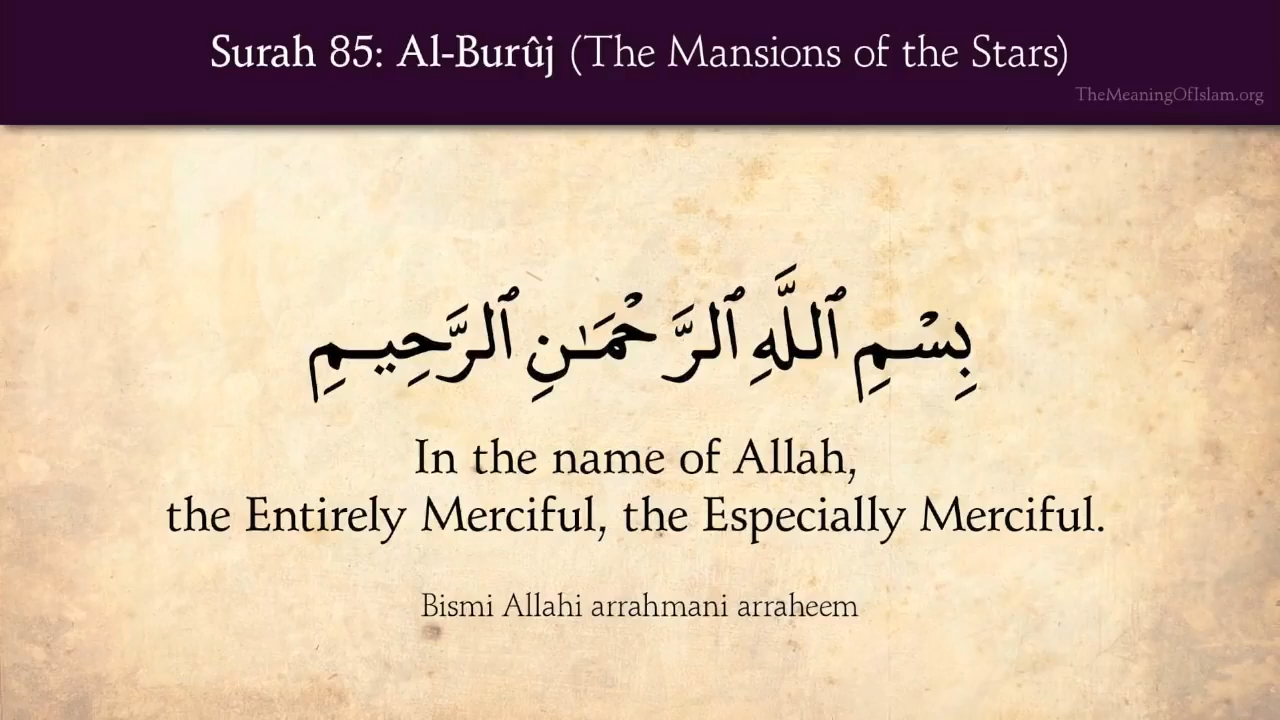 Surah 85: Al-Burûj (The Mansions of the Stars)
TheMeaningOfIslam.org
بِسْمِ ٱللَّهِ ٱلرَّحْمَـٰنِ ٱلرَّحِيمِ
In the name of Allah,
the Entirely Merciful, the Especially Merciful.
Bismi Allahi arrahmani arraheem